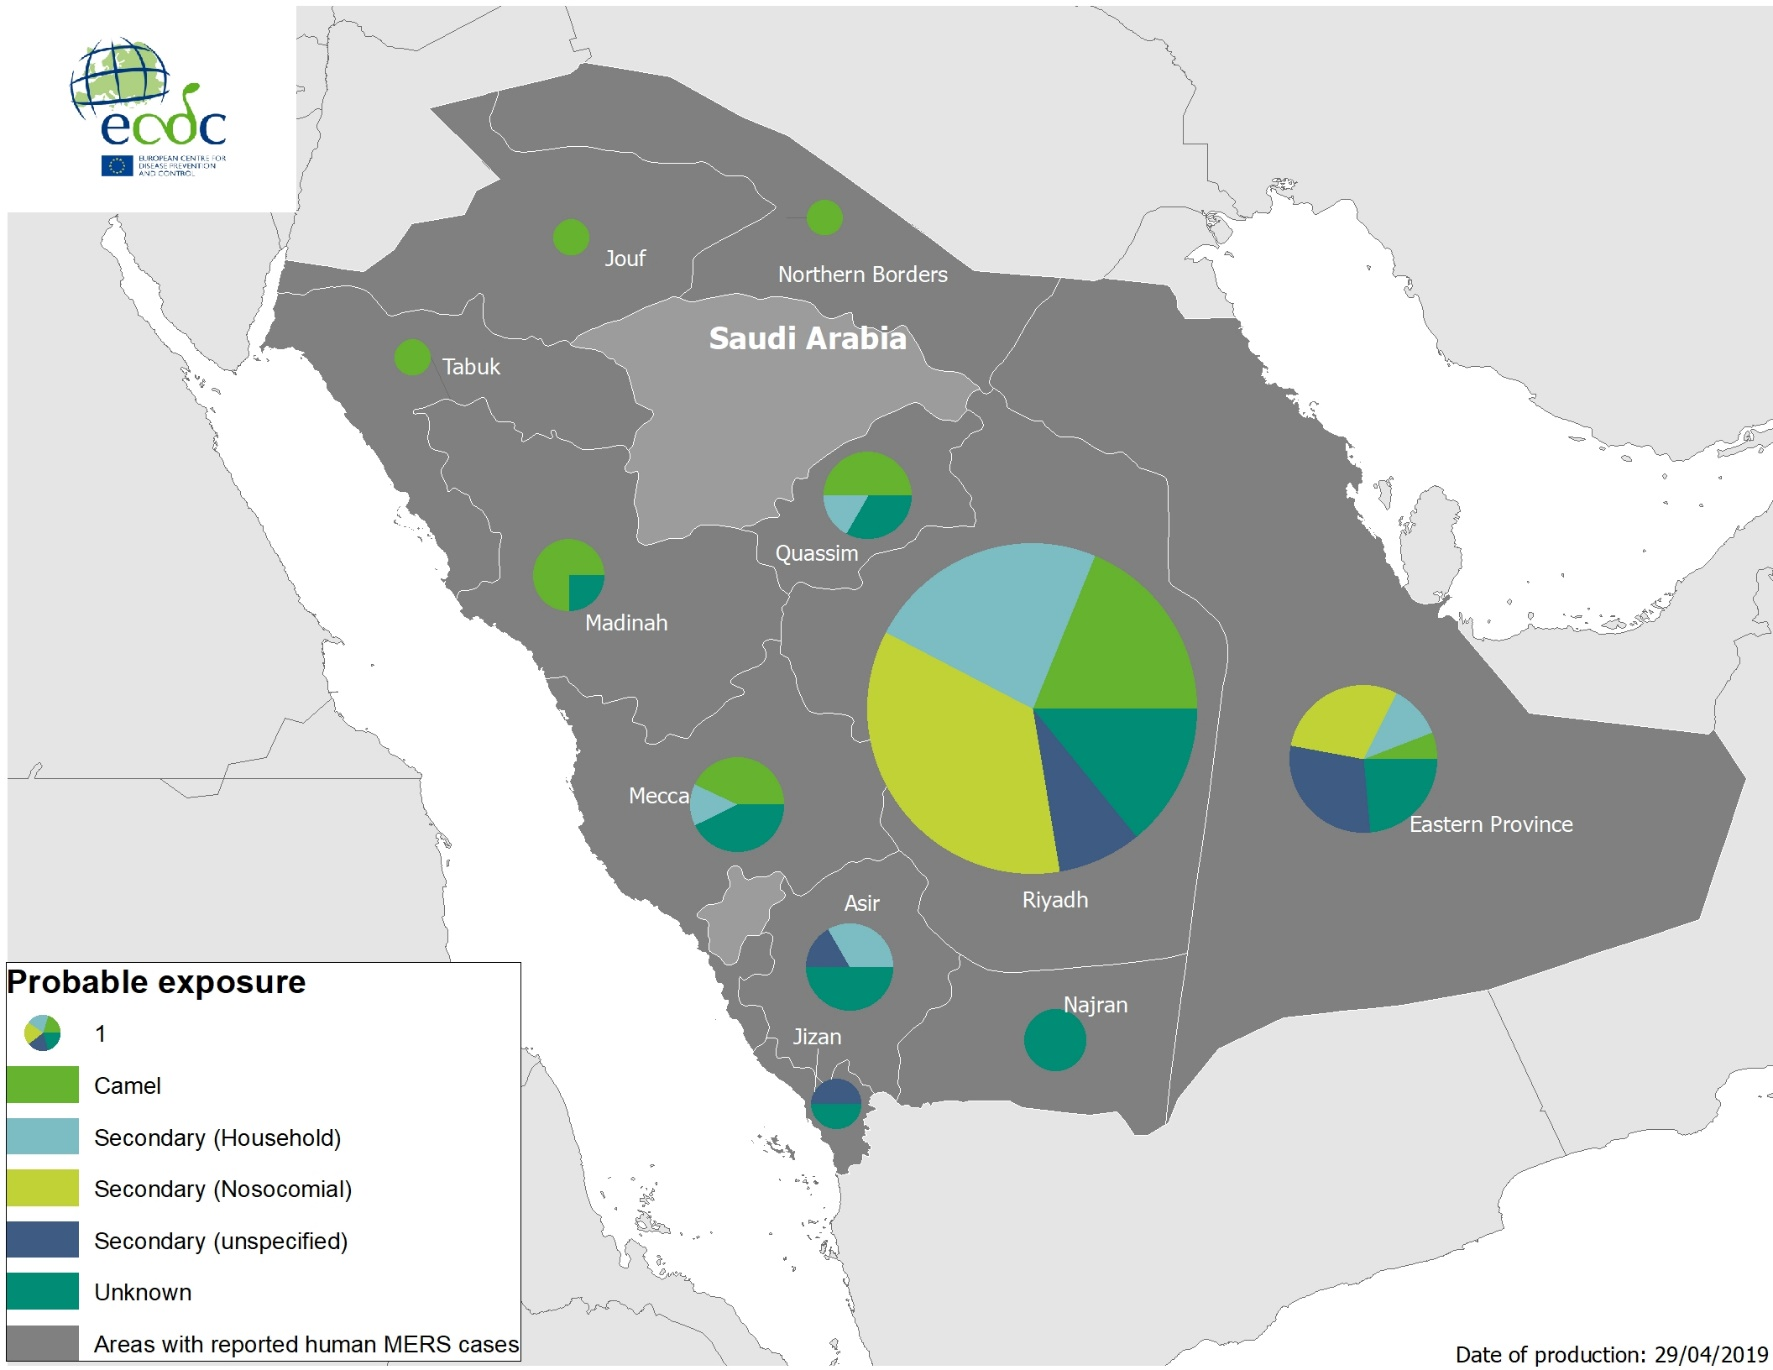 ecdc
EUROPEAN CENTRE FOR
DISEASE PREVENTION
AND CONTROL
Jouf
Northern Borders
Saudi Arabia
Tabuk
Quassim
Madinah
Mecca
Eastern Province
Riyadh
Asir
Najran
Jizan
Probable exposure
1
Camel
Secondary (Household)
Secondary (Nosocomial)
Secondary (unspecified)
Unknown
Areas with reported human MERS cases
Date of production: 29/04/2019